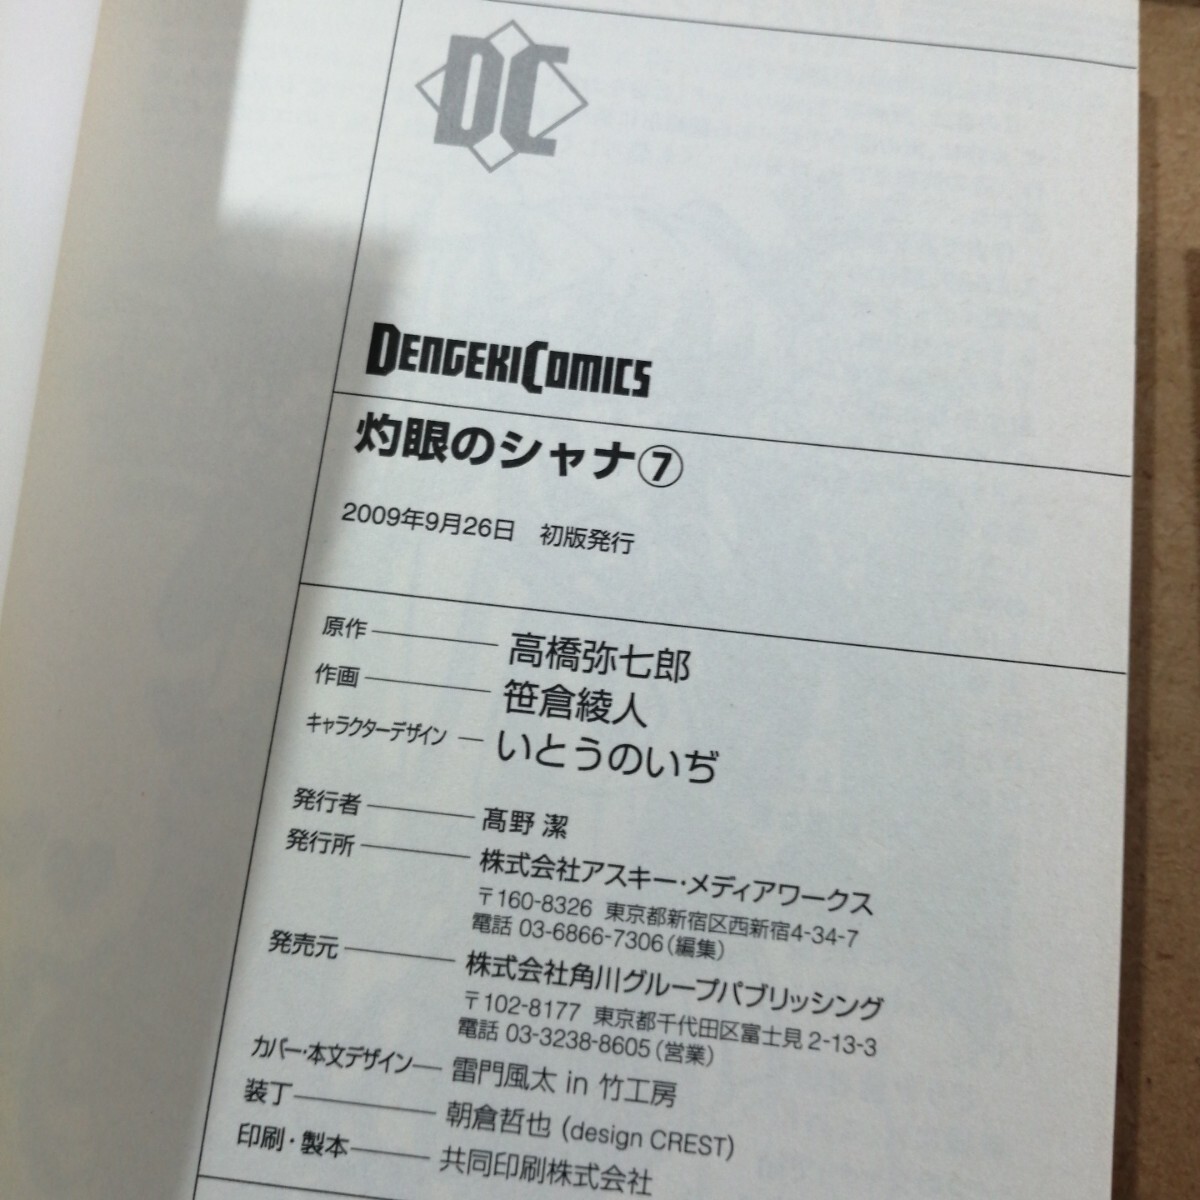 DC
DENGEKI COMICS
灼眼のシャナ⑦
2009年9月26日　初版発行
原作 高橋弥七郎
作画 笹倉綾人
キャラクターデザイン いとうのいぢ
発行者 髙野 潔
発行所 株式会社アスキー・メディアワークス
〒160-8326 東京都新宿区西新宿4-34-7
電話 03-6866-7306（編集）
発売元 株式会社角川グループパブリッシング
〒102-8177 東京都千代田区富士見2-13-3
電話 03-3238-8605（営業）
カバー・本文デザイン 雷門風太 in 竹工房
装丁 朝倉哲也（design CREST）
印刷・製本 共同印刷株式会社